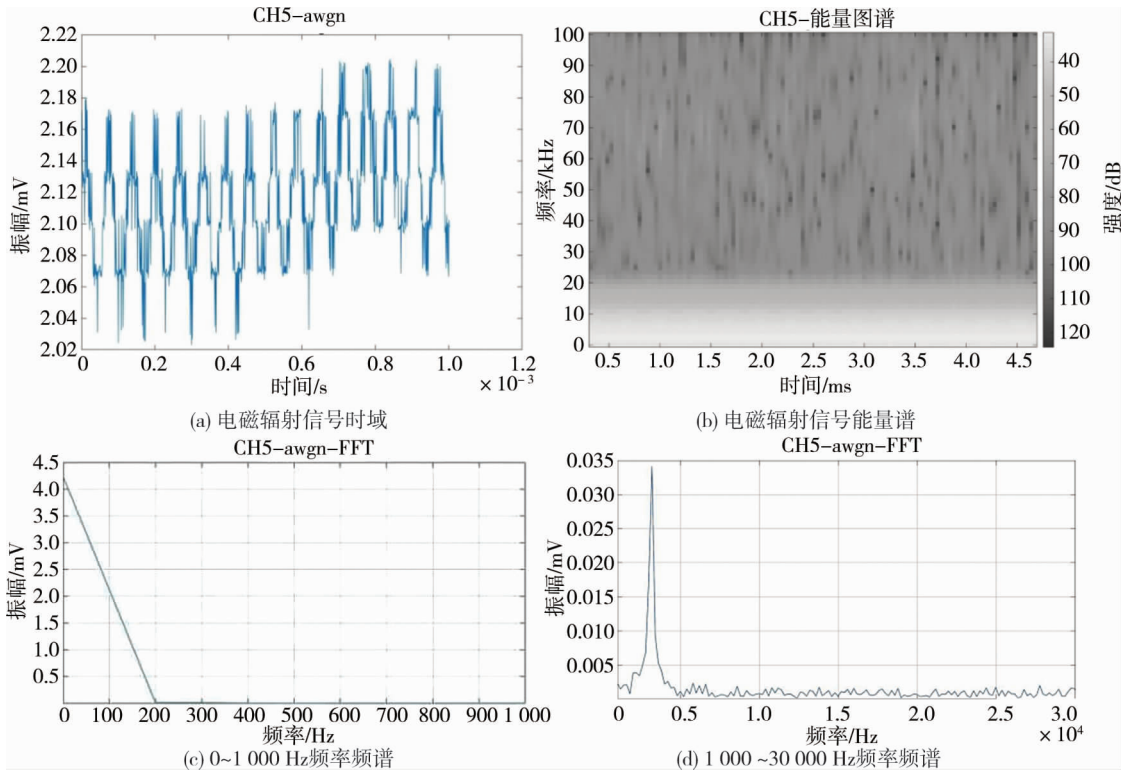 CH5-awgn
2.22
2.20
2.18
2.16
2.14
2.12
2.10
2.08
2.06
2.04
2.02
振幅/mV
0 0.2 0.4 0.6 0.8 1.0 1.2
时间/s
× 10⁻³
(a) 电磁辐射信号时域
CH5-能量图谱
100
90
80
70
60
50
40
30
20
10
0
频率/kHz
0.5 1.0 1.5 2.0 2.5 3.0 3.5 4.0 4.5
时间/ms
40
50
60
70
80
90
100
110
120
强度/dB
(b) 电磁辐射信号能量谱
CH5-awgn-FFT
4.5
4.0
3.5
3.0
2.5
2.0
1.5
1.0
0.5
振幅/mV
0 100 200 300 400 500 600 700 800 900 1 000
频率/Hz
(c) 0~1 000 Hz频率频谱
CH5-awgn-FFT
0.035
0.030
0.025
0.020
0.015
0.010
0.005
振幅/mV
0 0.5 1.0 1.5 2.0 2.5 3.0
频率/Hz
× 10⁴
(d) 1 000 ~30 000 Hz频率频谱